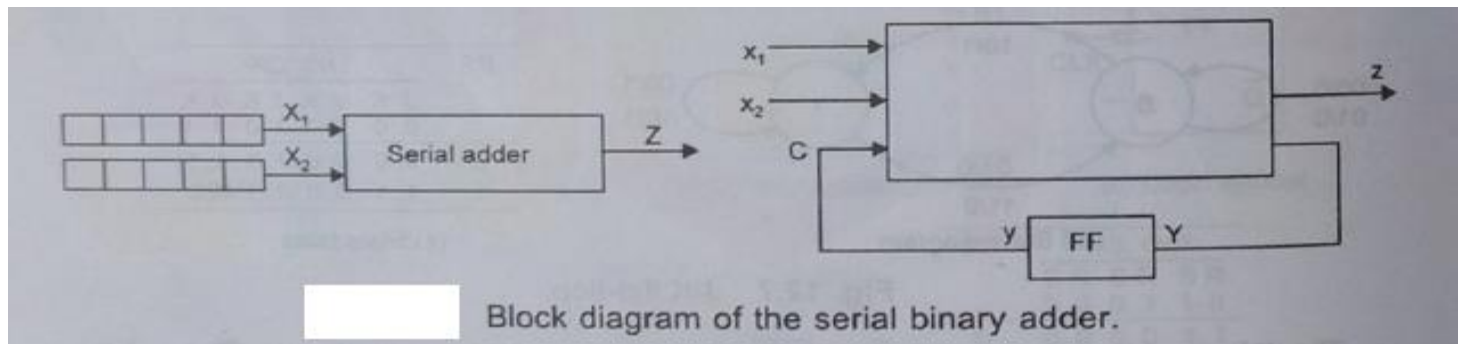 X₁
X₂
Serial adder
Z
x₁
x₂
C
z
y
FF
Y
Block diagram of the serial binary adder.